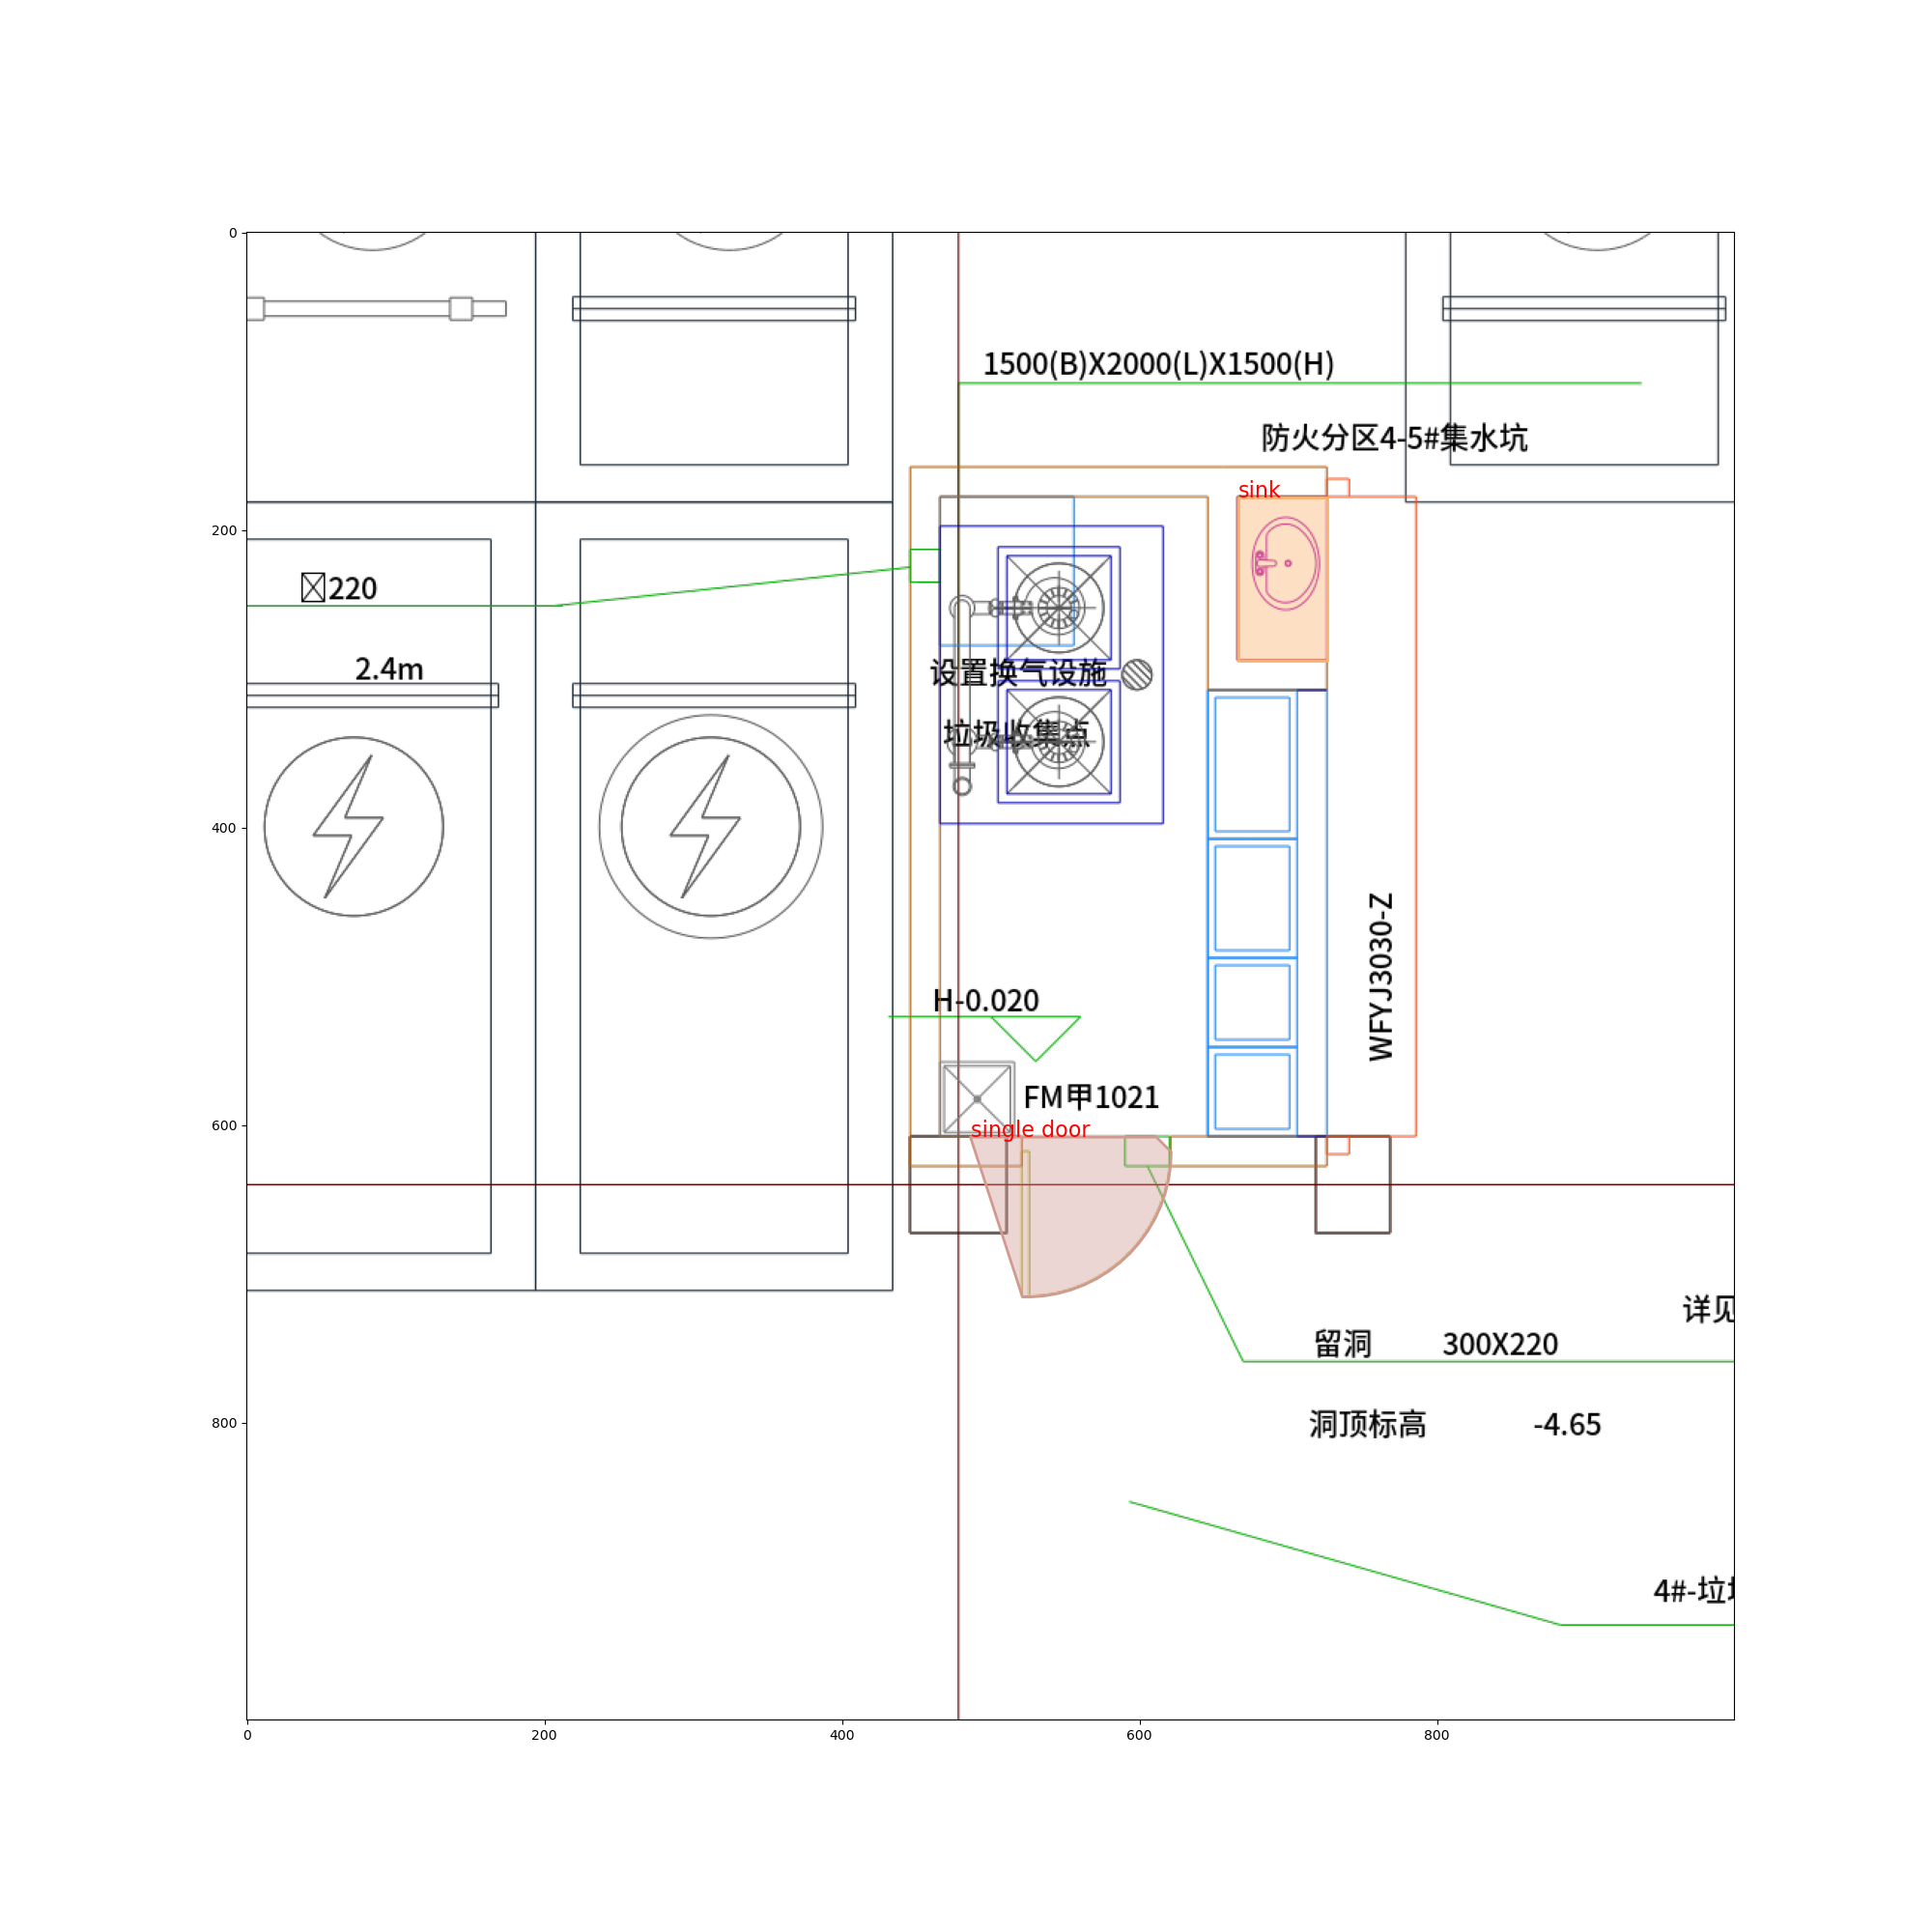 0
1500(B)X2000(L)X1500(H)
防火分区4-5#集水坑
sink
200
220
2.4m
设置换气设施
垃圾收集点
400
WFYJ3030-Z
H-0.020
FM甲1021
600
single door
详见
留洞 300X220
800
洞顶标高 -4.65
4#-垃
0 200 400 600 800